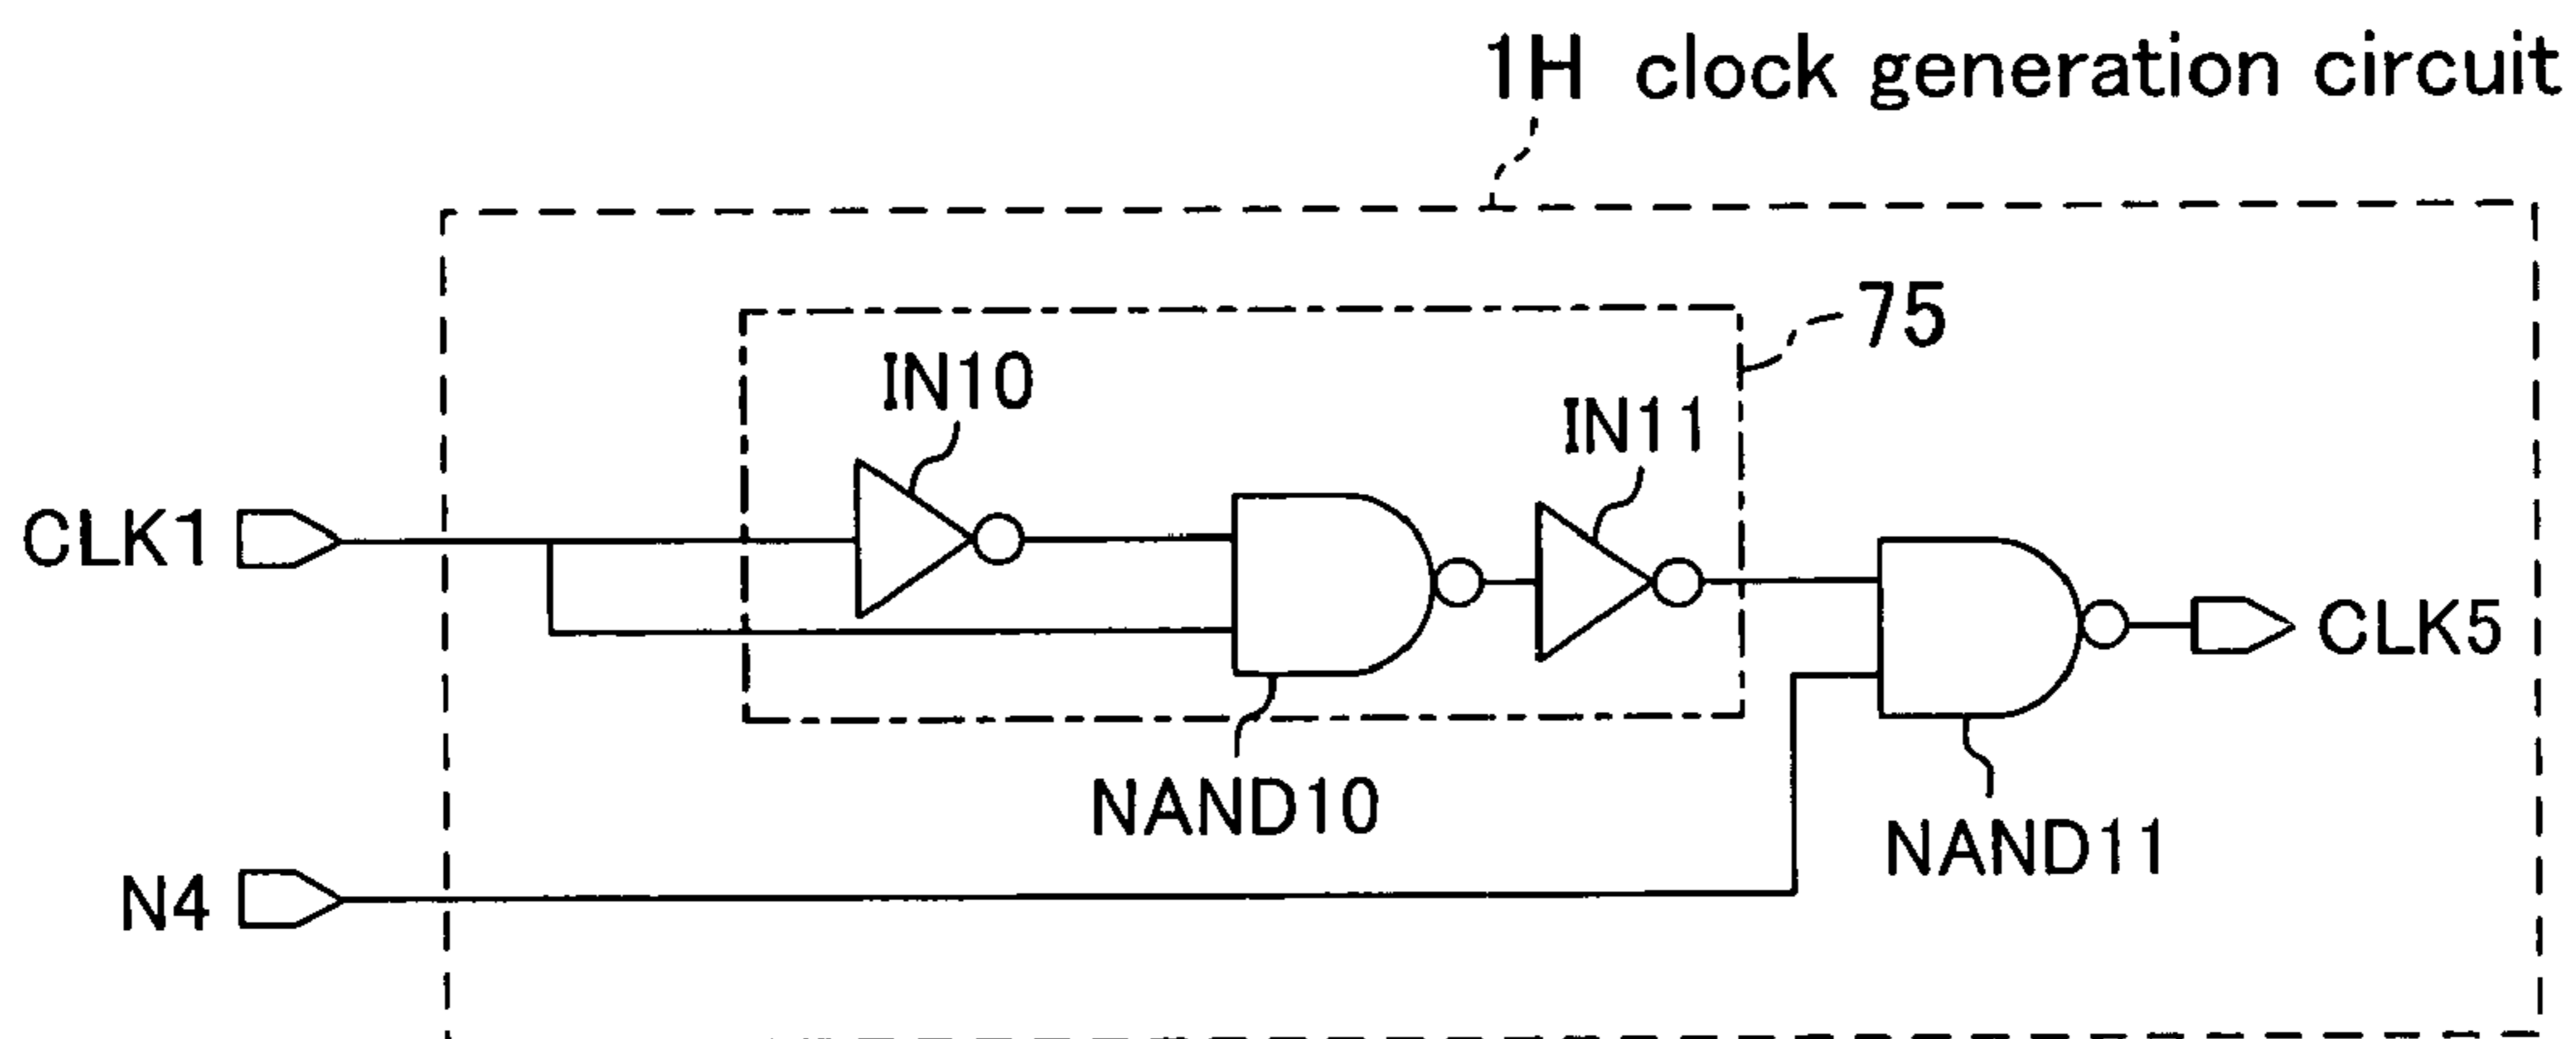 1H clock generation circuit
75
IN10
IN11
CLK1
CLK5
NAND10
NAND11
N4